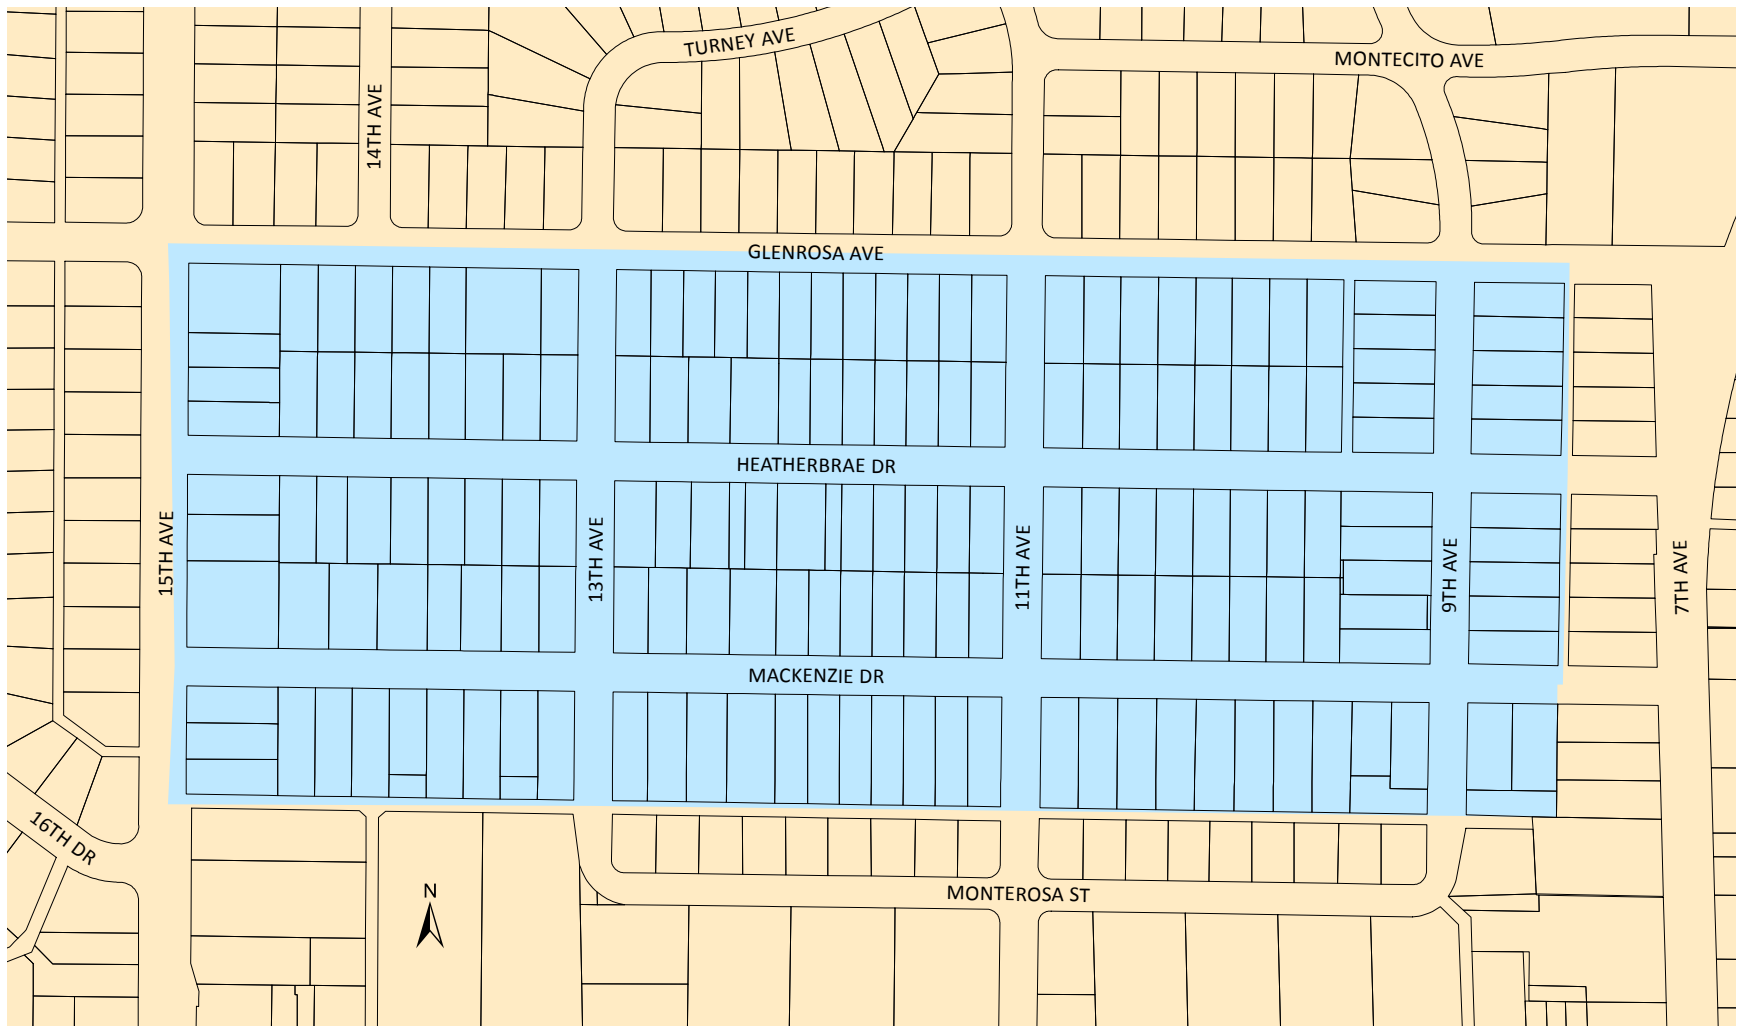 TURNEY AVE
MONTECITO AVE
14TH AVE
GLENROSA AVE
HEATHERBRAE DR
15TH AVE
13TH AVE
11TH AVE
9TH AVE
7TH AVE
MACKENZIE DR
16TH DR
N
MONTEROSA ST